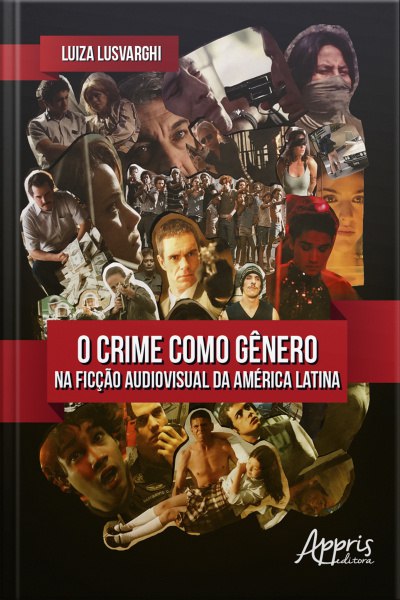 LUIZA LUSVARGHI
O CRIME COMO GÊNERO
NA FICÇÃO AUDIOVISUAL DA AMÉRICA LATINA
Appris
editora